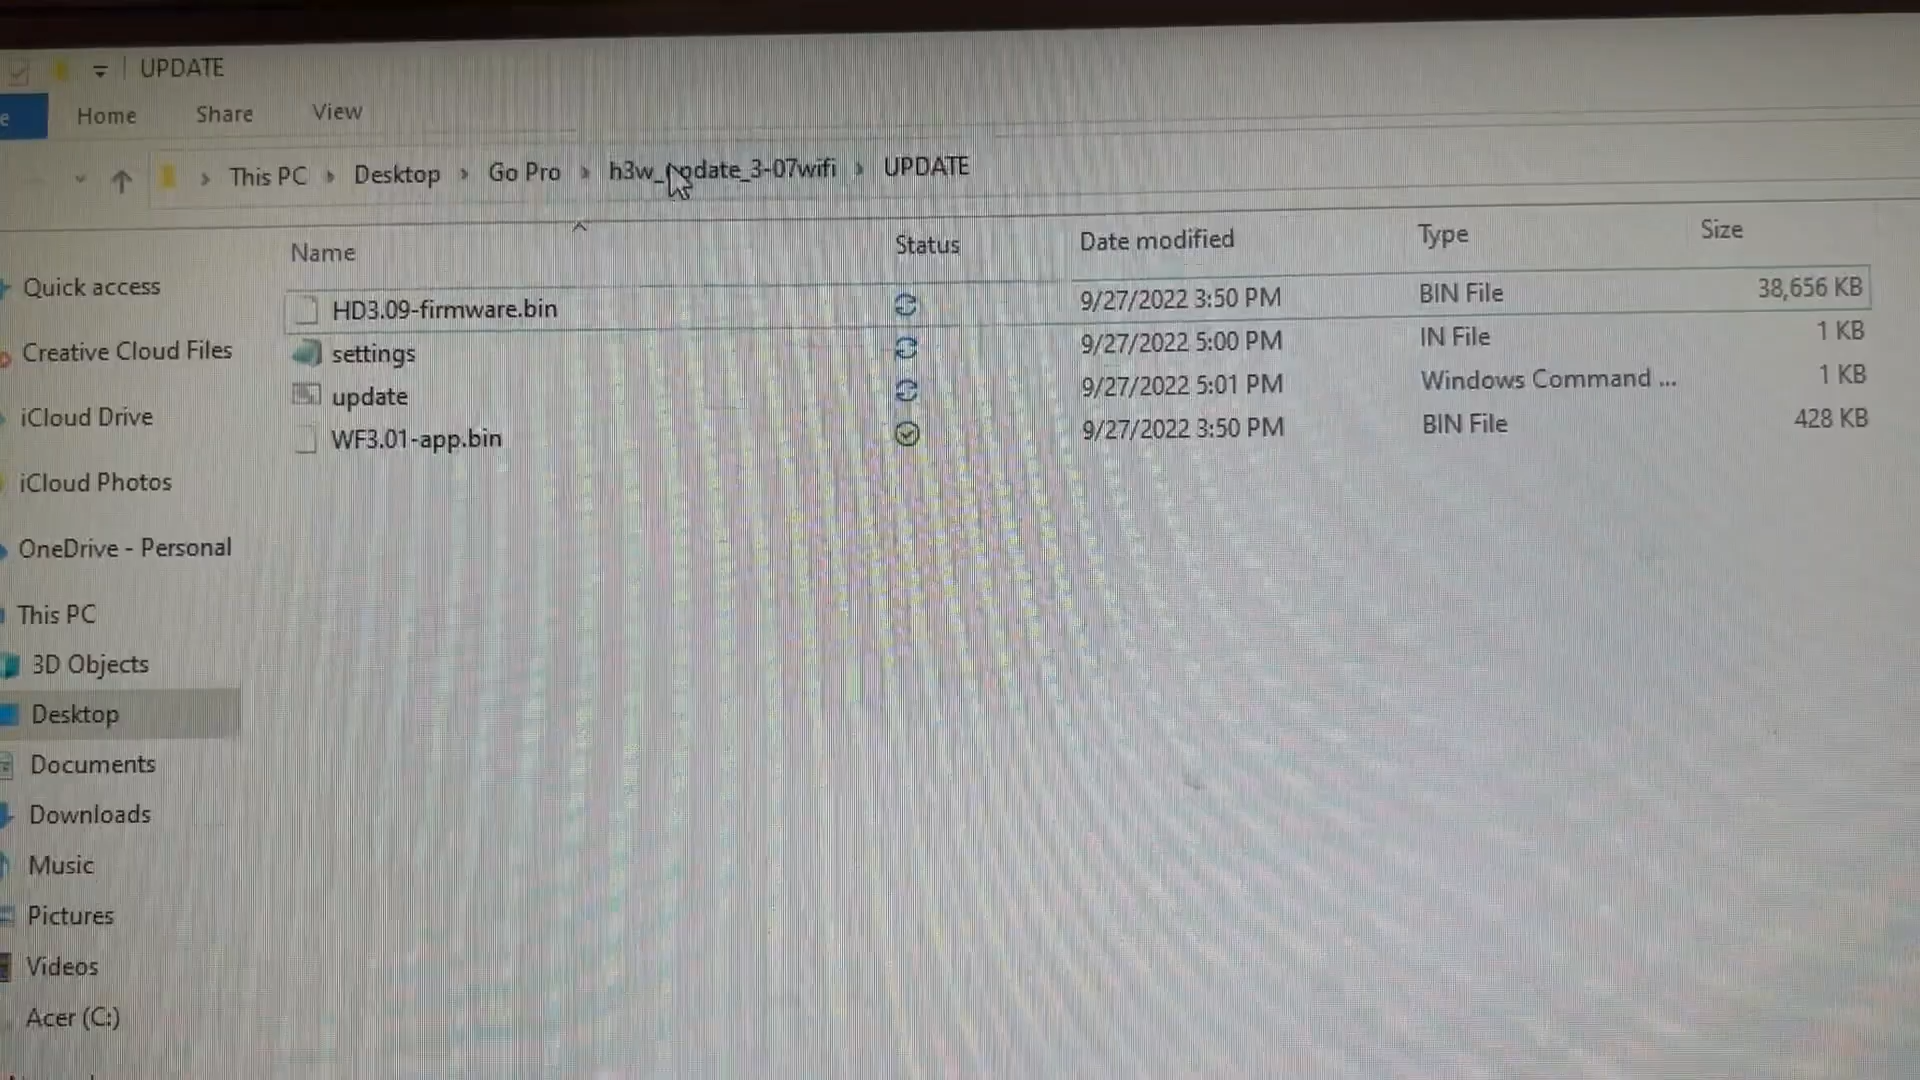 UPDATE
e Home Share View
This PC Desktop Go Pro h3w_update_3-07wifi UPDATE
Name Status Date modified Type Size
Quick access
Creative Cloud Files
iCloud Drive
iCloud Photos
OneDrive - Personal
This PC
3D Objects
Desktop
Documents
Downloads
Music
Pictures
Videos
Acer (C:)
HD3.09-firmware.bin 9/27/2022 3:50 PM BIN File 38,656 KB
settings 9/27/2022 5:00 PM IN File 1 KB
update 9/27/2022 5:01 PM Windows Command ... 1 KB
WF3.01-app.bin 9/27/2022 3:50 PM BIN File 428 KB